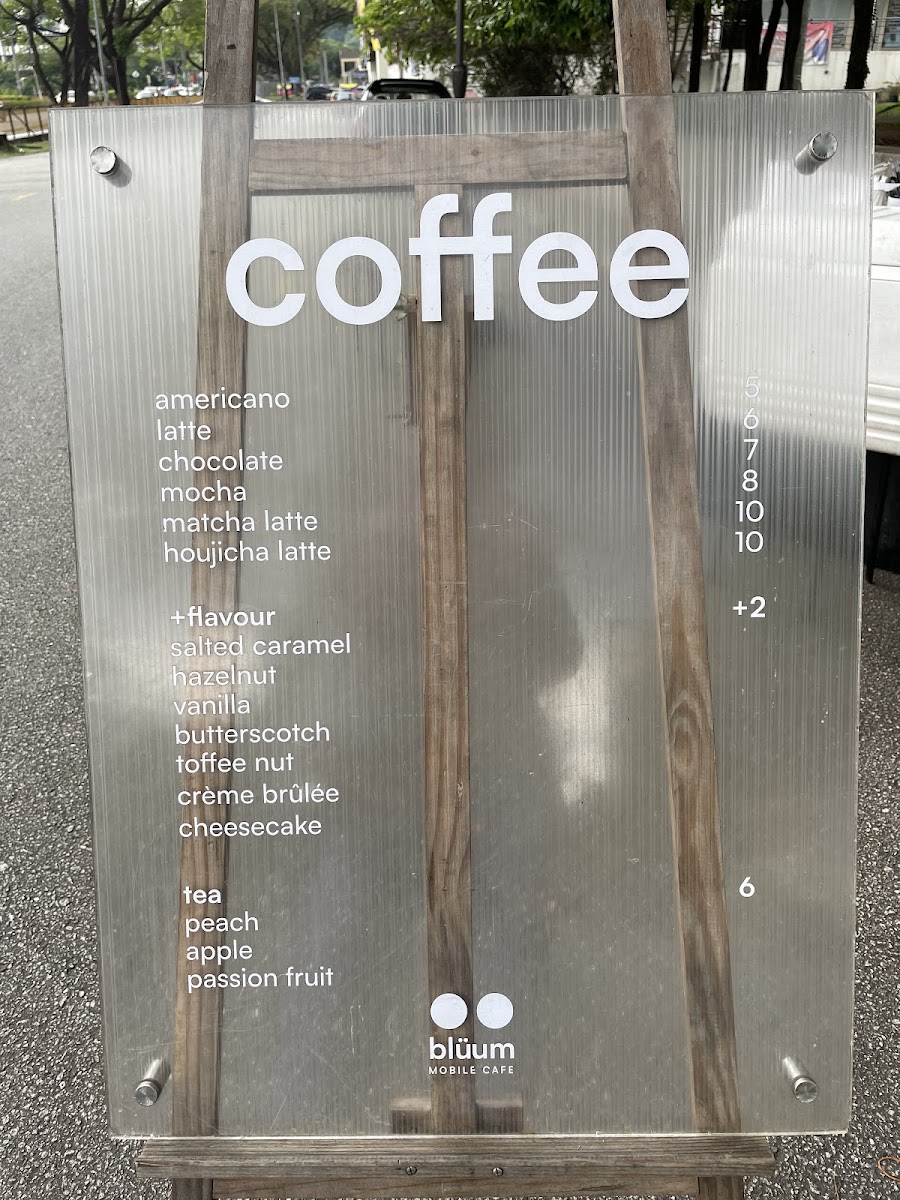 coffee
americano 5
latte 6
chocolate 7
mocha 8
matcha latte 10
houjicha latte 10
+flavour +2
salted caramel
hazelnut
vanilla
butterscotch
toffee nut
crème brûlée
cheesecake
tea 6
peach
apple
passion fruit
blüum
MOBILE CAFE